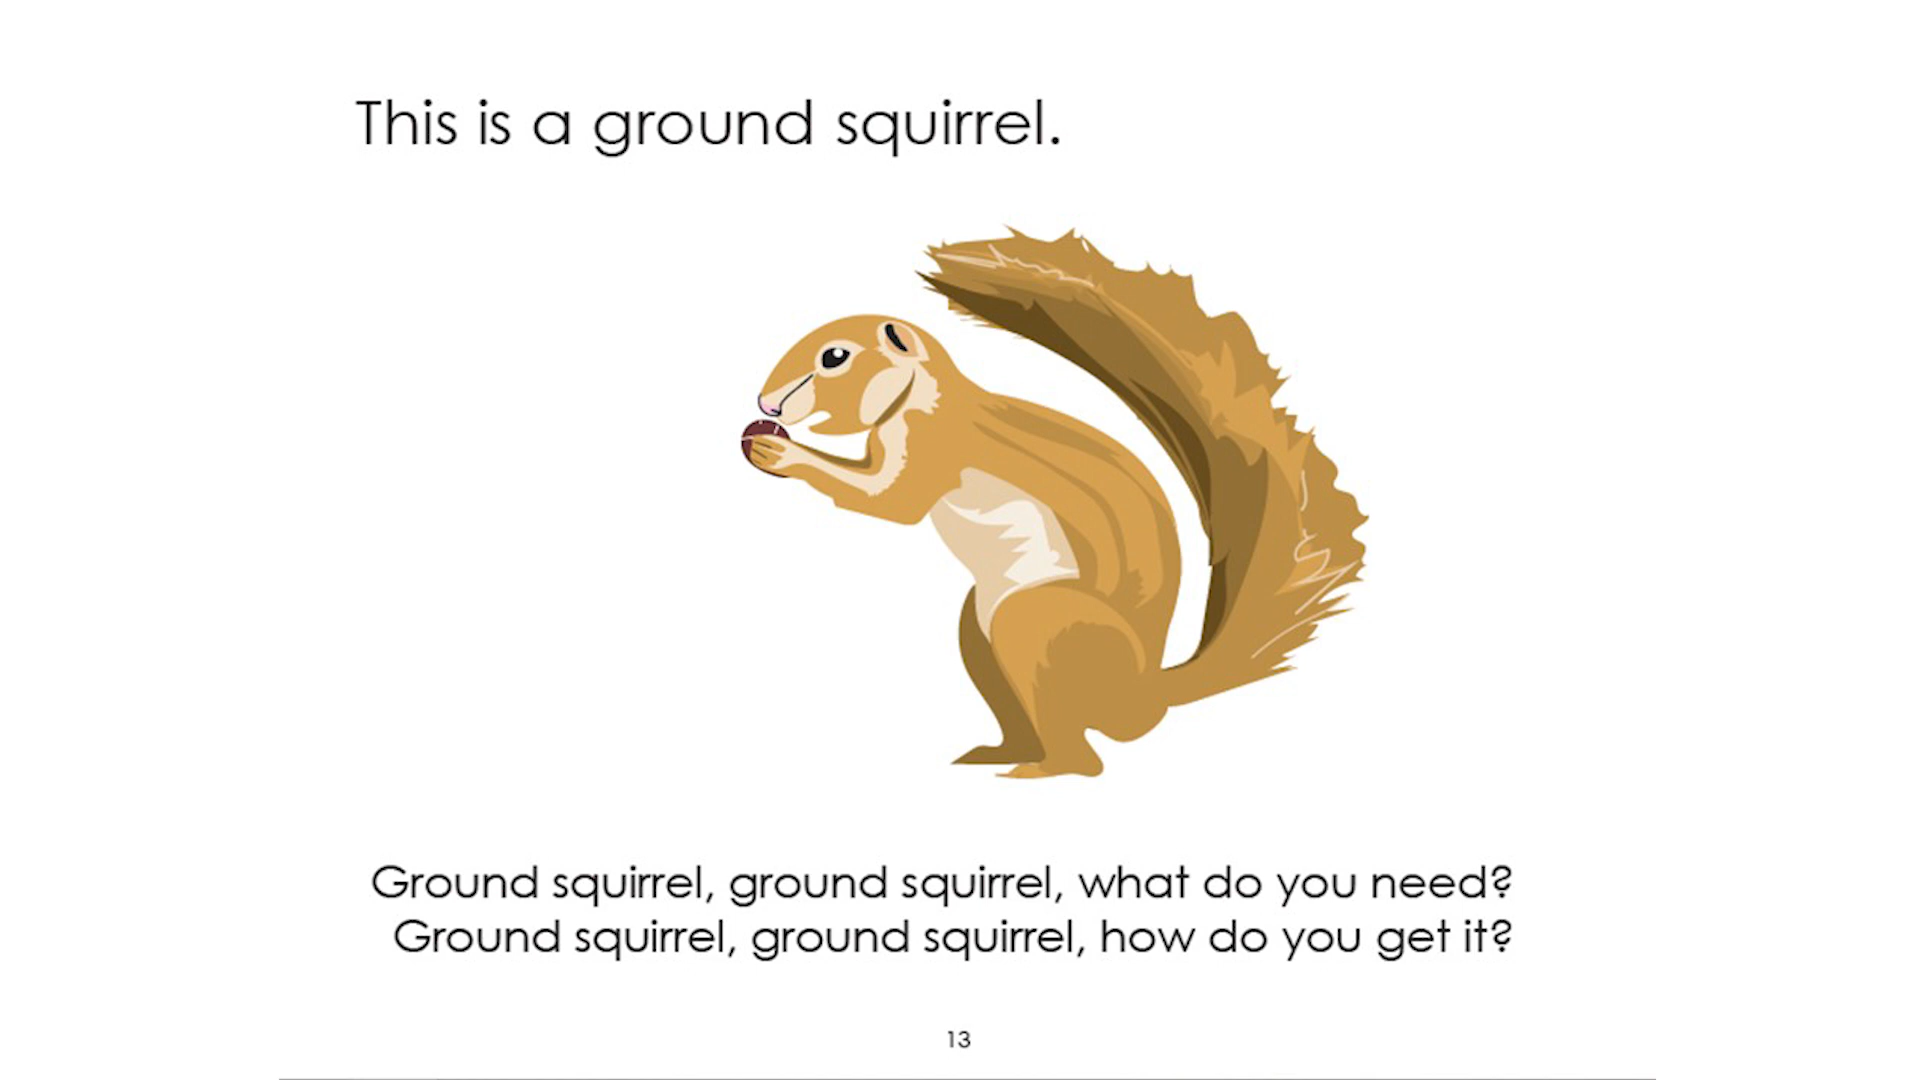 This is a ground squirrel.
Ground squirrel, ground squirrel, what do you need?
Ground squirrel, ground squirrel, how do you get it?
13